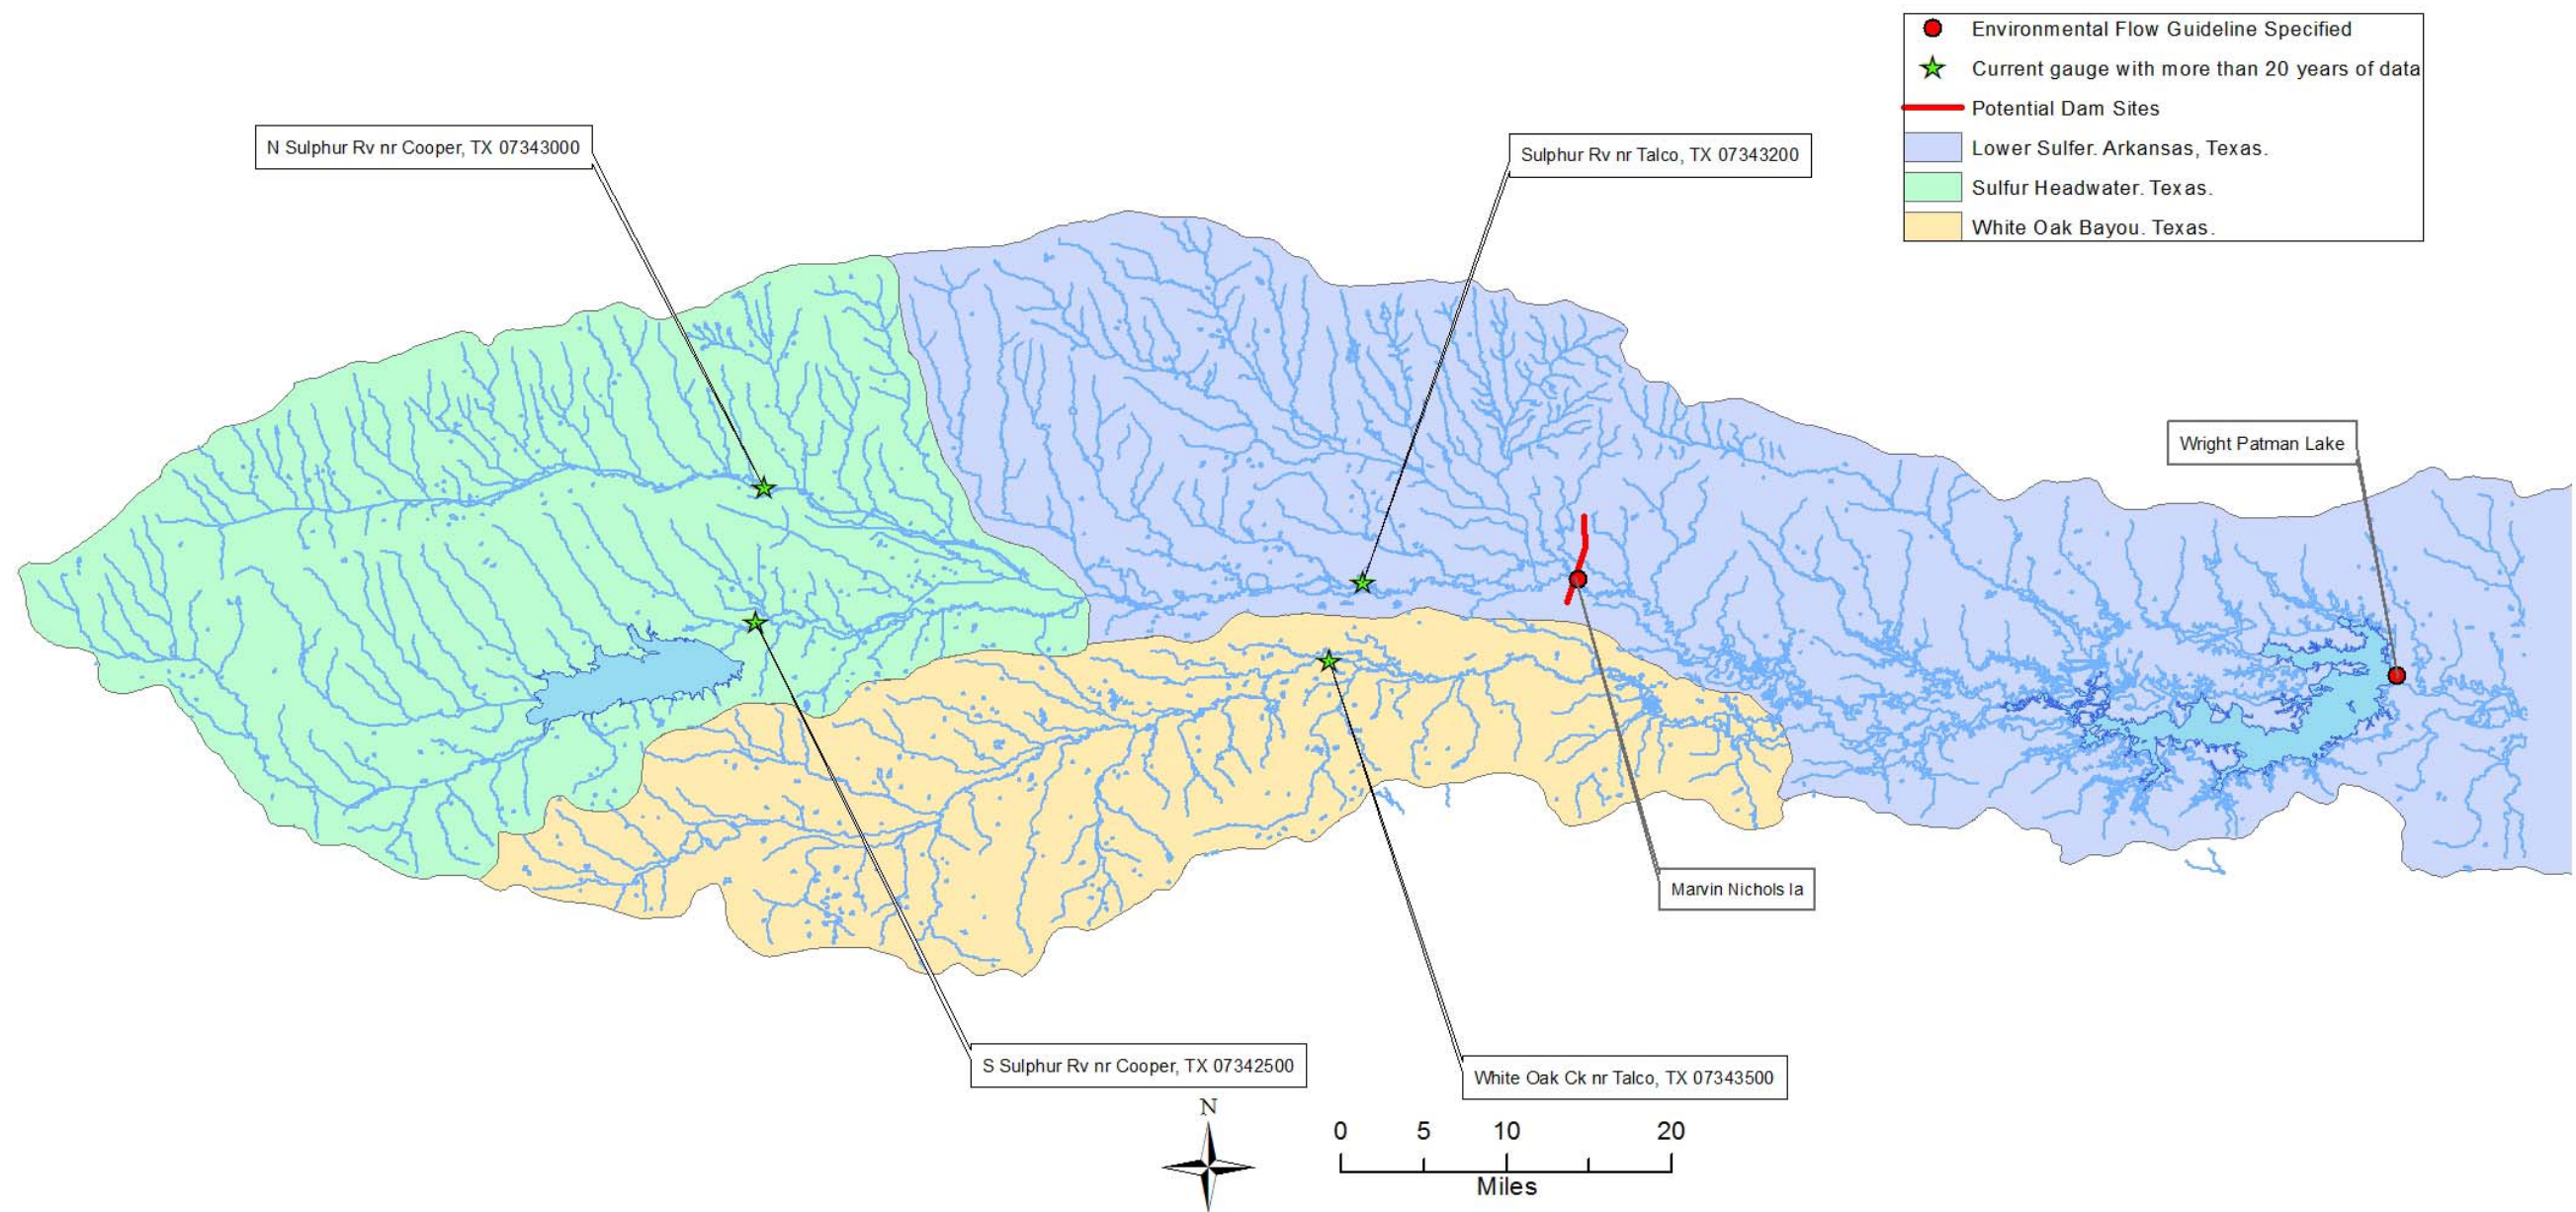 Environmental Flow Guideline Specified
Current gauge with more than 20 years of data
Potential Dam Sites
Lower Sulfer. Arkansas, Texas.
Sulfur Headwater. Texas.
White Oak Bayou. Texas.
N Sulphur Rv nr Cooper, TX 07343000
Sulphur Rv nr Talco, TX 07343200
Wright Patman Lake
Marvin Nichols Ia
S Sulphur Rv nr Cooper, TX 07342500
White Oak Ck nr Talco, TX 07343500
N
0 5 10 20
Miles